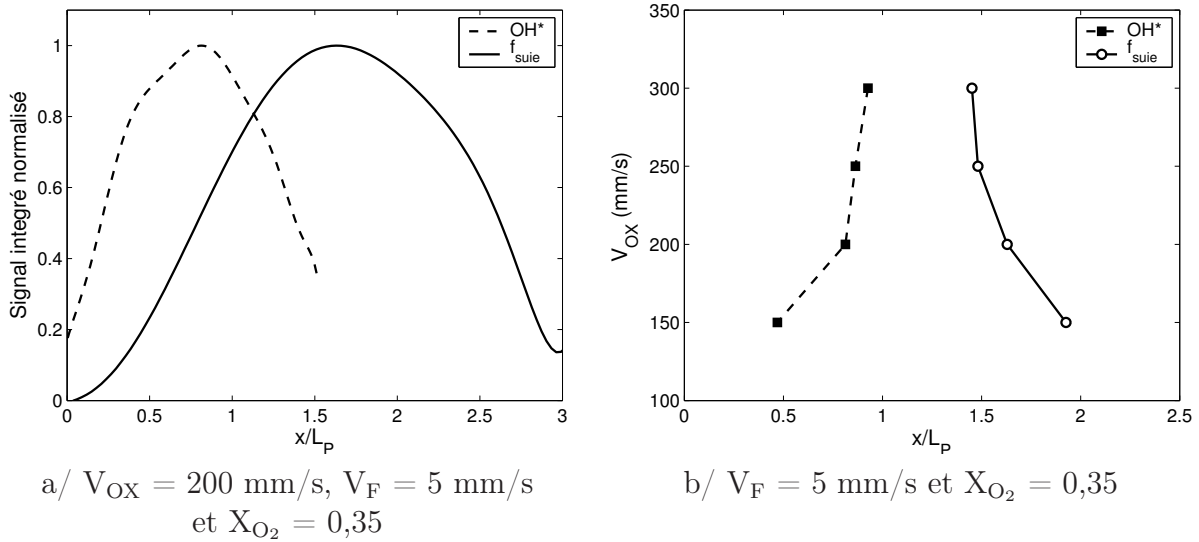 OH*
f_suie
Signal integré normalisé
1
0.8
0.6
0.4
0.2
0
0 0.5 1 1.5 2 2.5 3
x/L_P
a/ V_OX = 200 mm/s, V_F = 5 mm/s
et X_O₂ = 0,35
OH*
f_suie
V_OX (mm/s)
350
300
250
200
150
100
0 0.5 1 1.5 2 2.5
x/L_P
b/ V_F = 5 mm/s et X_O₂ = 0,35